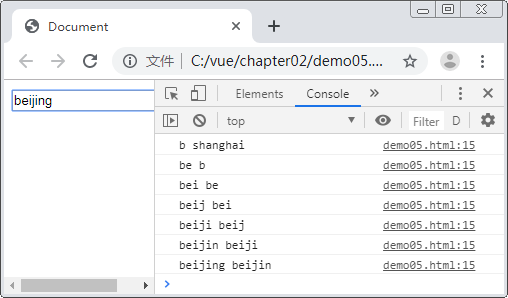 Document
文件
C:/vue/chapter02/demo05....
beijing
Elements
Console
top
Filter
D
b shanghai demo05.html:15
be b demo05.html:15
bei be demo05.html:15
beij bei demo05.html:15
beiji beij demo05.html:15
beijin beiji demo05.html:15
beijing beijin demo05.html:15